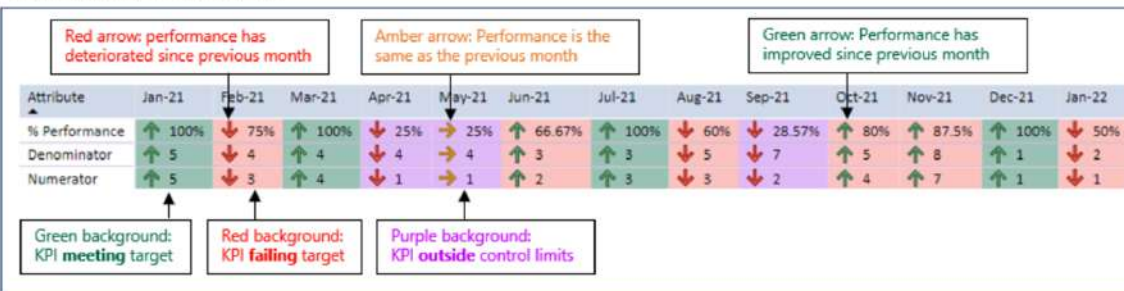 Red arrow: performance has
deteriorated since previous month
Amber arrow: Performance is the
same as the previous month
Green arrow: Performance has
improved since previous month
Attribute Jan-21 Feb-21 Mar-21 Apr-21 May-21 Jun-21 Jul-21 Aug-21 Sep-21 Oct-21 Nov-21 Dec-21 Jan-22
% Performance 100% 75% 100% 25% 25% 66.67% 100% 60% 28.57% 80% 87.5% 100% 50%
Denominator 5 4 4 4 4 3 3 5 7 5 8 1 2
Numerator 5 3 4 1 1 2 3 3 2 4 7 1 1
Green background:
KPI meeting target
Red background:
KPI failing target
Purple background:
KPI outside control limits